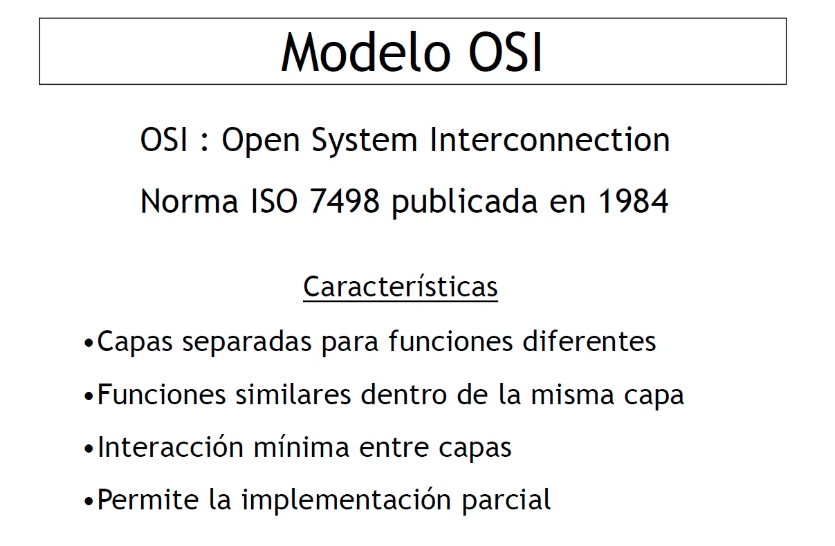 Modelo OSI
OSI : Open System Interconnection
Norma ISO 7498 publicada en 1984
Características
•Capas separadas para funciones diferentes
•Funciones similares dentro de la misma capa
•Interacción mínima entre capas
•Permite la implementación parcial